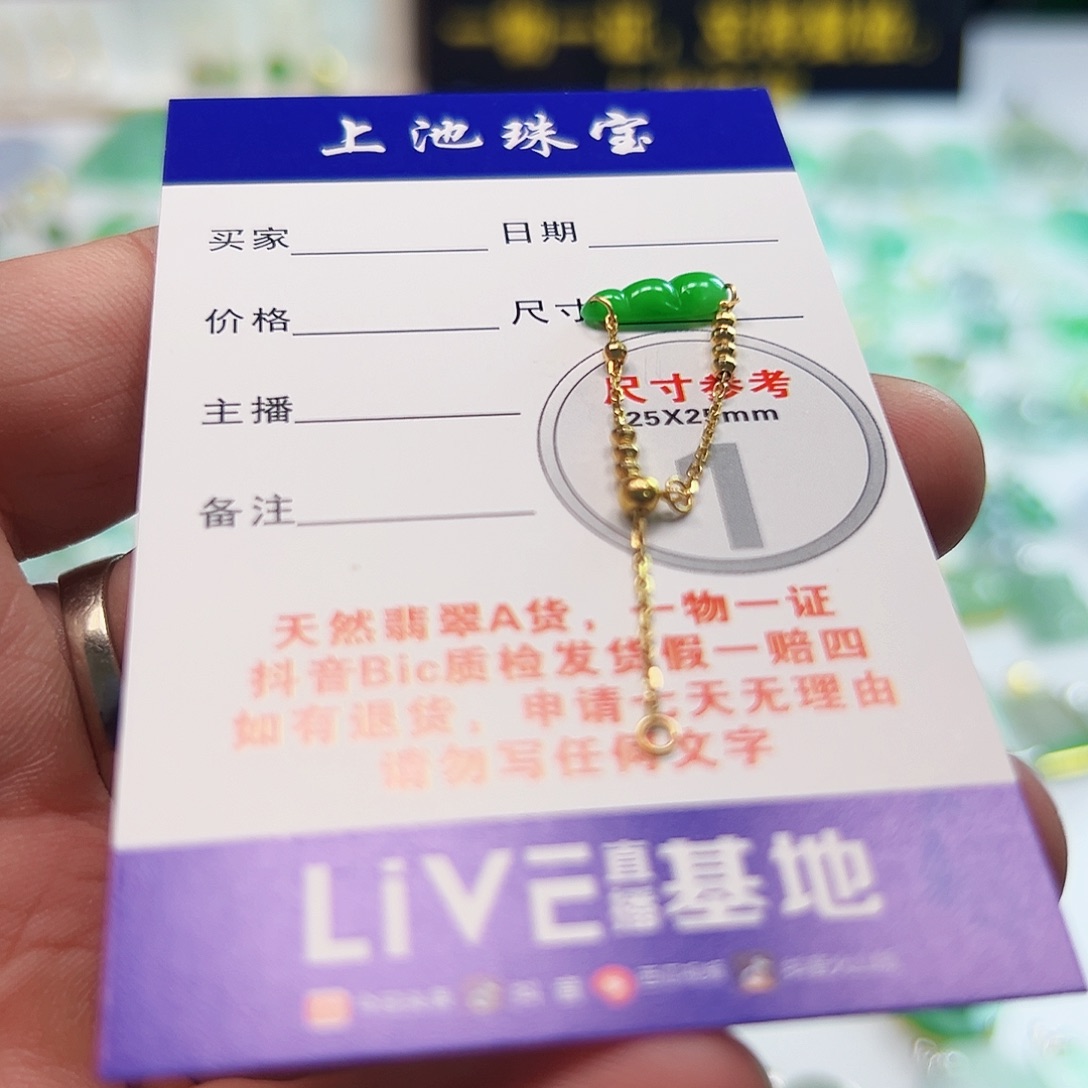 上池珠宝
买家 日期
价格 尺寸
主播
尺寸参考
25X25mm
1
备注
天然翡翠A货，一物一证
抖音Bic质检发货假一赔四
如有退货，申请七天无理由
请勿写任何文字
LiVE直播基地